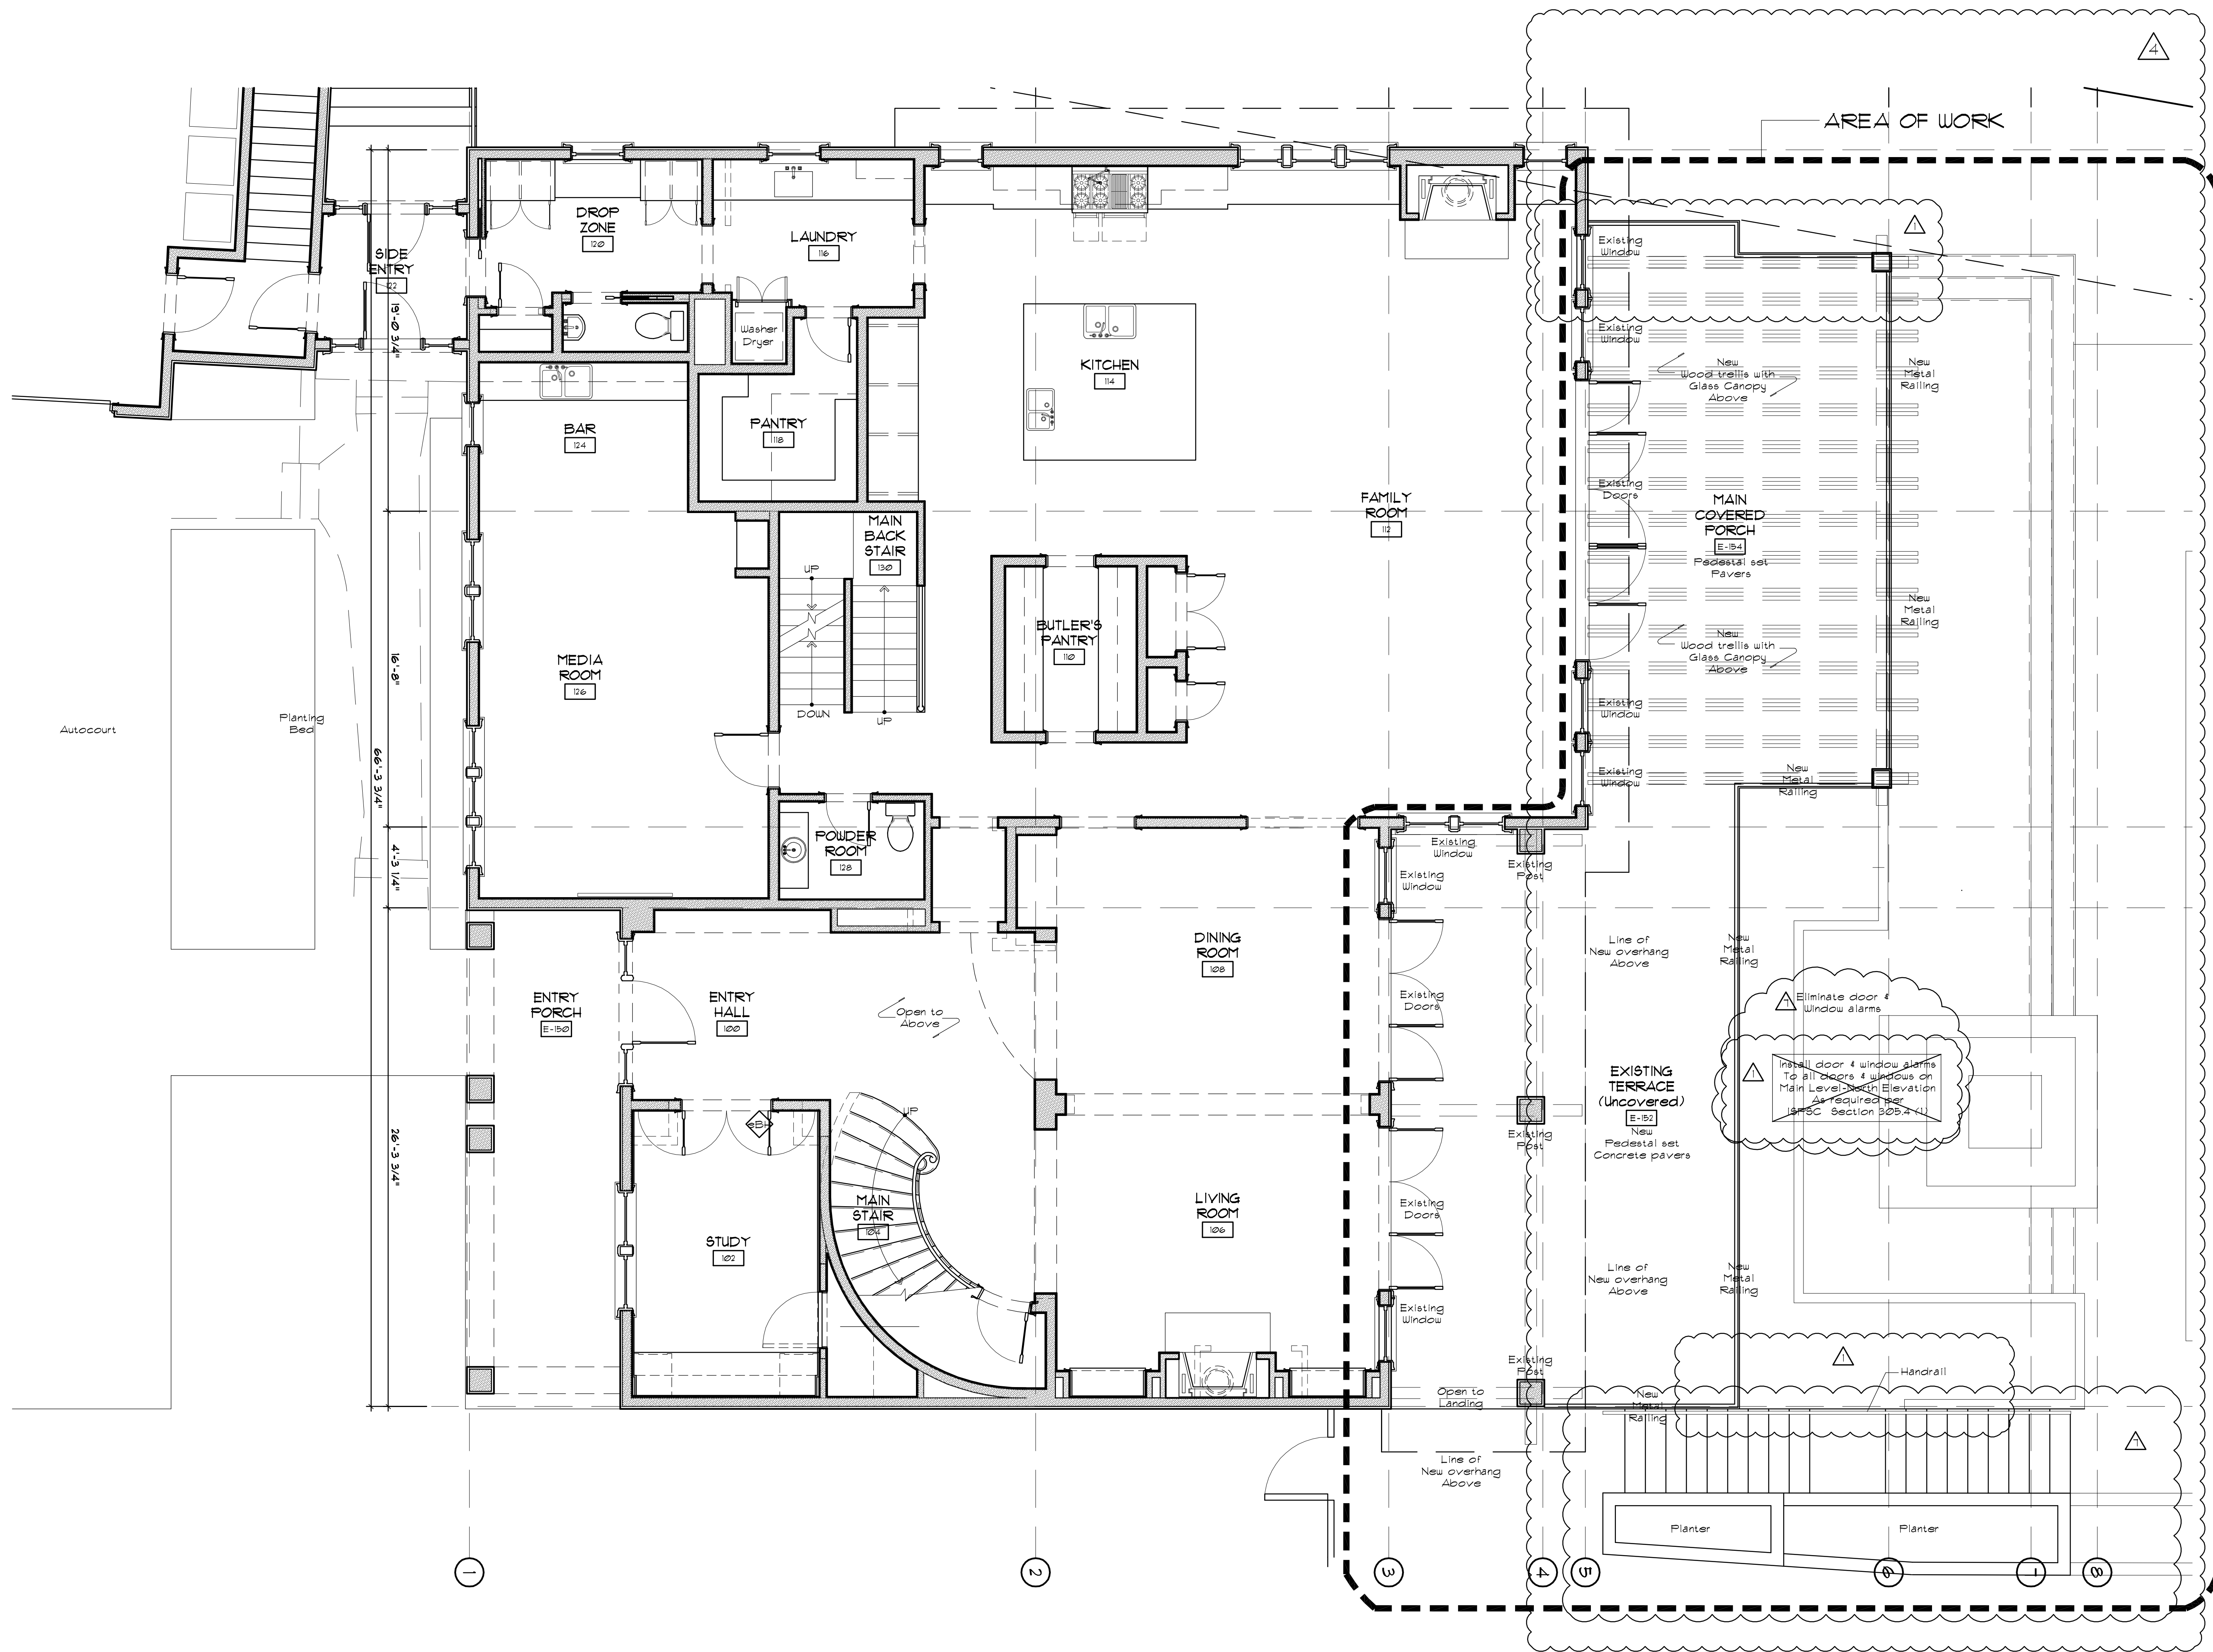 4
AREA OF WORK
DROP
ZONE
120
LAUNDRY
116
SIDE
ENTRY
122
19'-0 3/4"
Washer
Dryer
BAR
124
PANTRY
118
KITCHEN
114
FAMILY
ROOM
112
MAIN
BACK
STAIR
130
UP
DOWN
UP
BUTLER'S
PANTRY
110
MEDIA
ROOM
126
16'-8"
66'-3 3/4"
4'-3 1/4"
26'-3 3/4"
Autocourt
Planting
Bed
POWDER
ROOM
128
1
Existing
Window
Existing
Window
New
Wood trellis with
Glass Canopy
Above
New
Metal
Railing
Existing
Doors
MAIN
COVERED
PORCH
E-154
Pedestal set
Pavers
New
Metal
Railing
New
Wood trellis with
Glass Canopy
Above
Existing
Window
Existing
Window
New
Metal
Railing
Existing
Window
Existing
Post
Existing
Window
DINING
ROOM
108
Line of
New overhang
Above
New
Metal
Railing
ENTRY
PORCH
E-150
ENTRY
HALL
100
Open to
Above
Existing
Doors
7
Eliminate door &
Window alarms
1
Install door & window alarms
To all doors & windows on
Main Level-North Elevation
As required per
ISPSC Section 305.4 (1)
EXISTING
TERRACE
(Uncovered)
E-152
New
Pedestal set
Concrete pavers
Existing
Post
UP
MAIN
STAIR
104
STUDY
102
LIVING
ROOM
106
Existing
Doors
Existing
Window
Line of
New overhang
Above
New
Metal
Railing
1
Handrail
Existing
Post
Open to
Landing
New
Metal
Railing
7
Line of
New overhang
Above
Planter
Planter
1
2
3
4
5
6
7
8